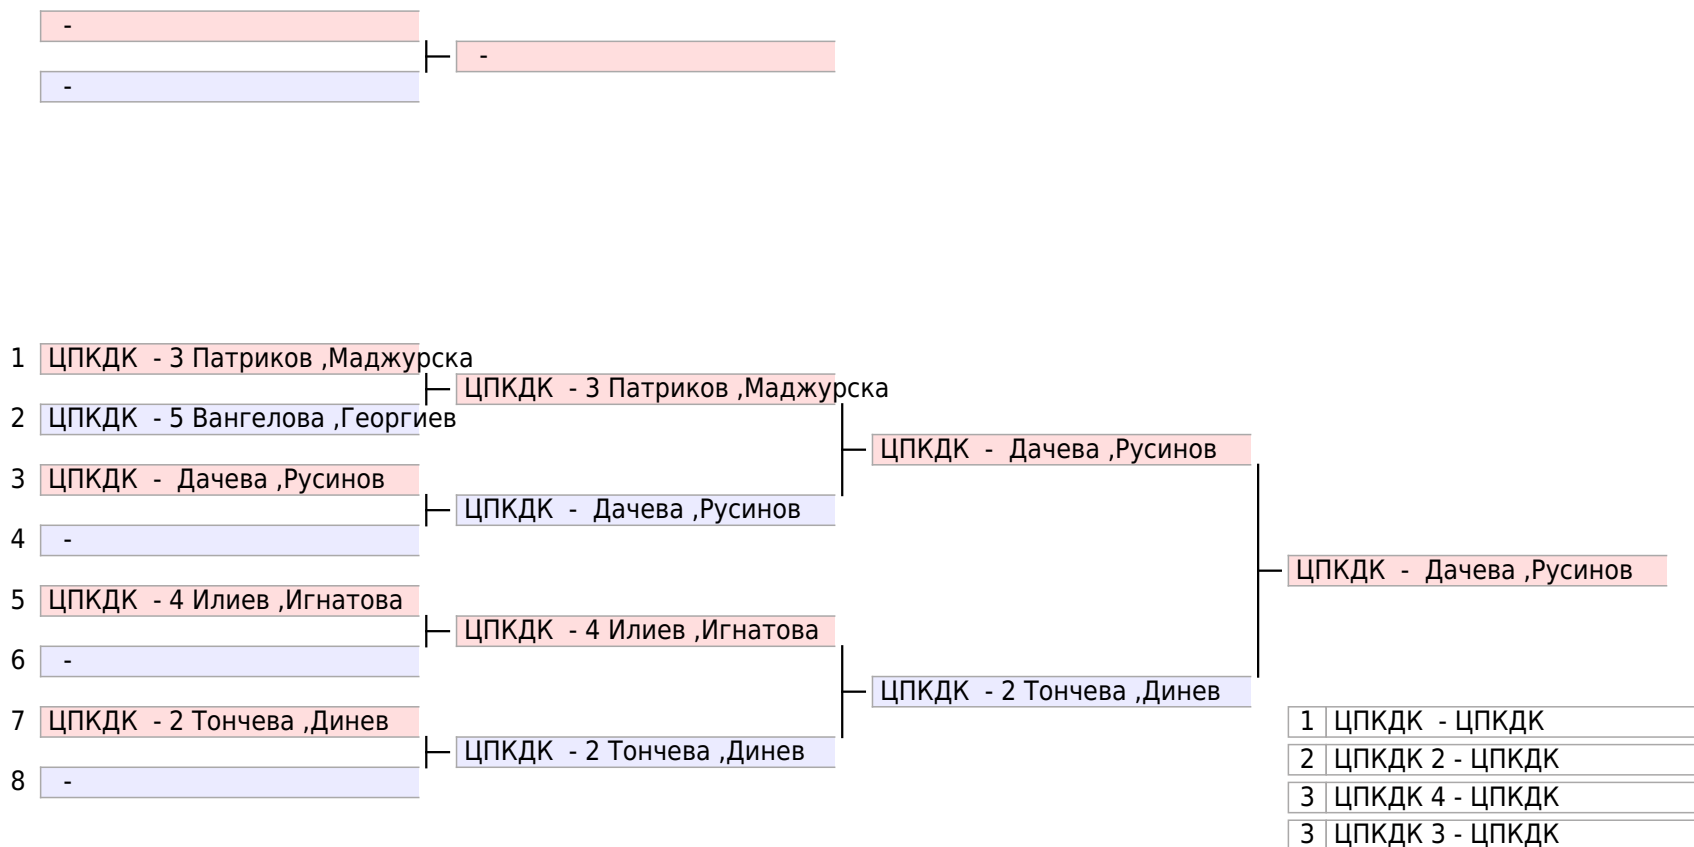 -
-
-
1 ЦПКДК - 3 Патриков ,Маджурска
ЦПКДК - 3 Патриков ,Маджурска
2 ЦПКДК - 5 Вангелова ,Георгиев
ЦПКДК - Дачева ,Русинов
3 ЦПКДК - Дачева ,Русинов
ЦПКДК - Дачева ,Русинов
4 -
ЦПКДК - Дачева ,Русинов
5 ЦПКДК - 4 Илиев ,Игнатова
ЦПКДК - 4 Илиев ,Игнатова
6 -
ЦПКДК - 2 Тончева ,Динев
7 ЦПКДК - 2 Тончева ,Динев
1 ЦПКДК - ЦПКДК
ЦПКДК - 2 Тончева ,Динев
2 ЦПКДК 2 - ЦПКДК
8 -
3 ЦПКДК 4 - ЦПКДК
3 ЦПКДК 3 - ЦПКДК